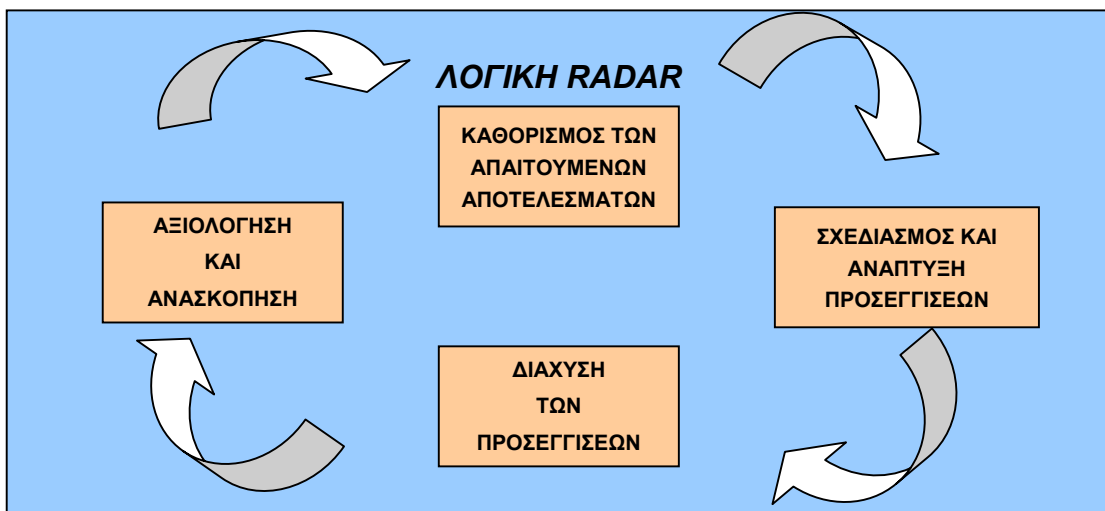 ΛΟΓΙΚΗ RADAR
ΚΑΘΟΡΙΣΜΟΣ ΤΩΝ
ΑΠΑΙΤΟΥΜΕΝΩΝ
ΑΠΟΤΕΛΕΣΜΑΤΩΝ
ΑΞΙΟΛΟΓΗΣΗ
ΚΑΙ
ΑΝΑΣΚΟΠΗΣΗ
ΣΧΕΔΙΑΣΜΟΣ ΚΑΙ
ΑΝΑΠΤΥΞΗ
ΠΡΟΣΕΓΓΙΣΕΩΝ
ΔΙΑΧΥΣΗ
ΤΩΝ
ΠΡΟΣΕΓΓΙΣΕΩΝ